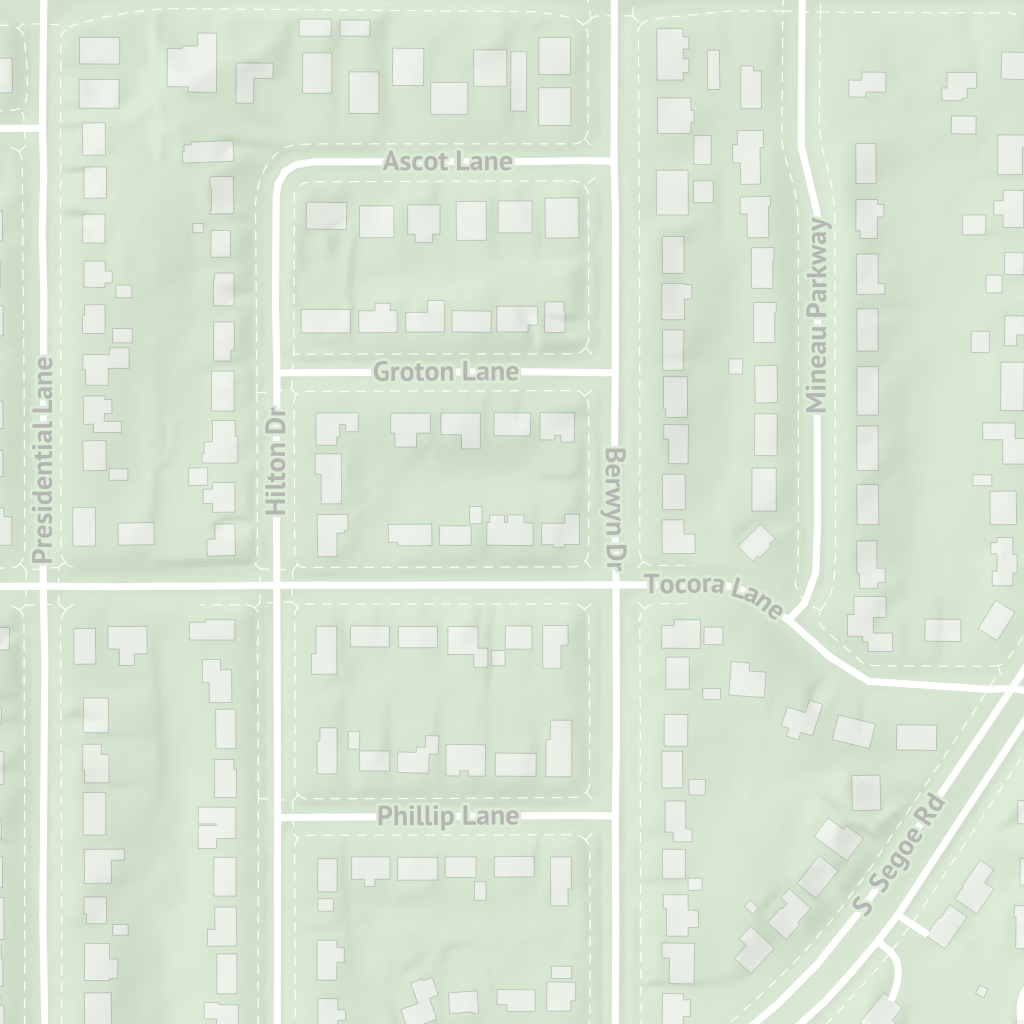 Ascot Lane
Mineau Parkway
Groton Lane
Presidential Lane
Hilton Dr
Berwyn Dr
Tocora Lane
Phillip Lane
S Segoe Rd